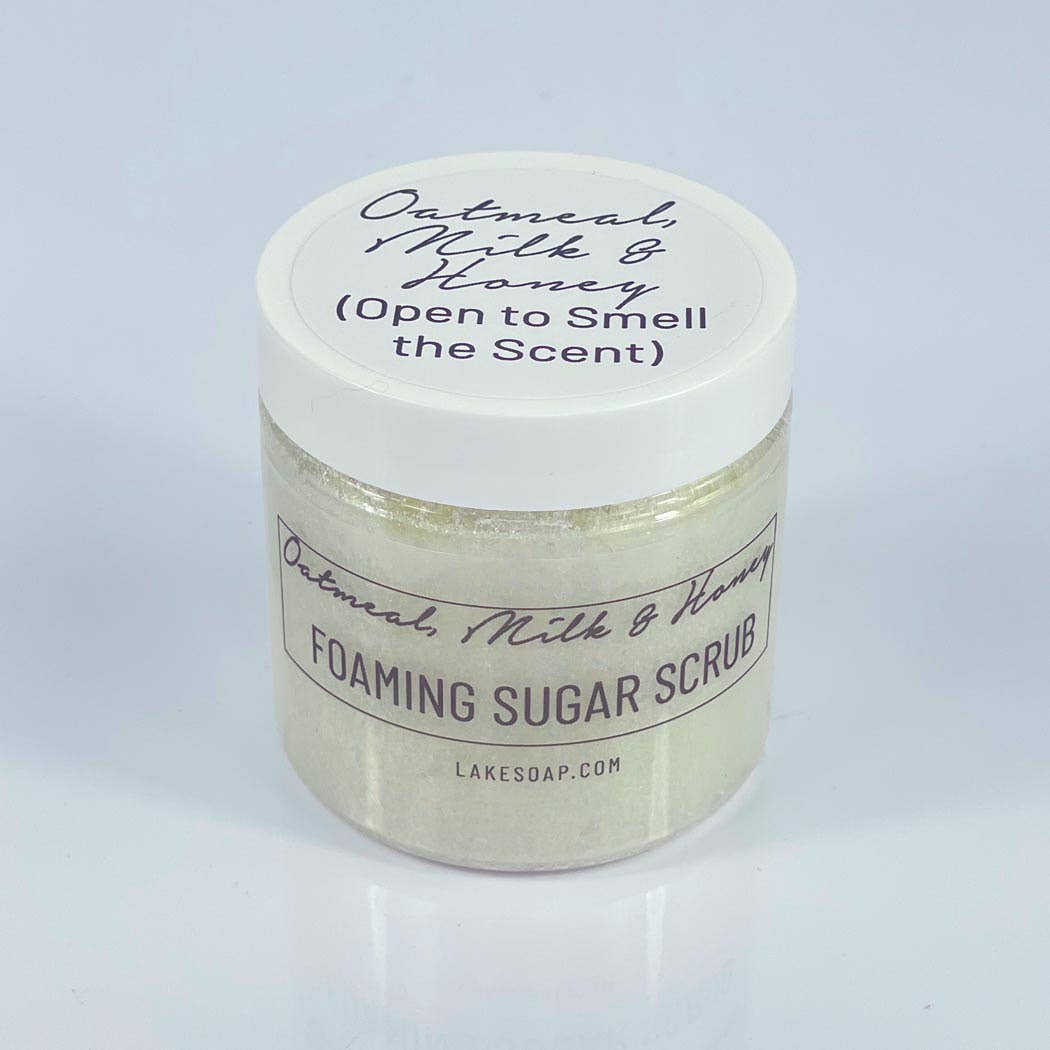 Oatmeal,
Milk &
Honey
(Open to Smell
the Scent)
Oatmeal, Milk & Honey
FOAMING SUGAR SCRUB
LAKESOAP.COM